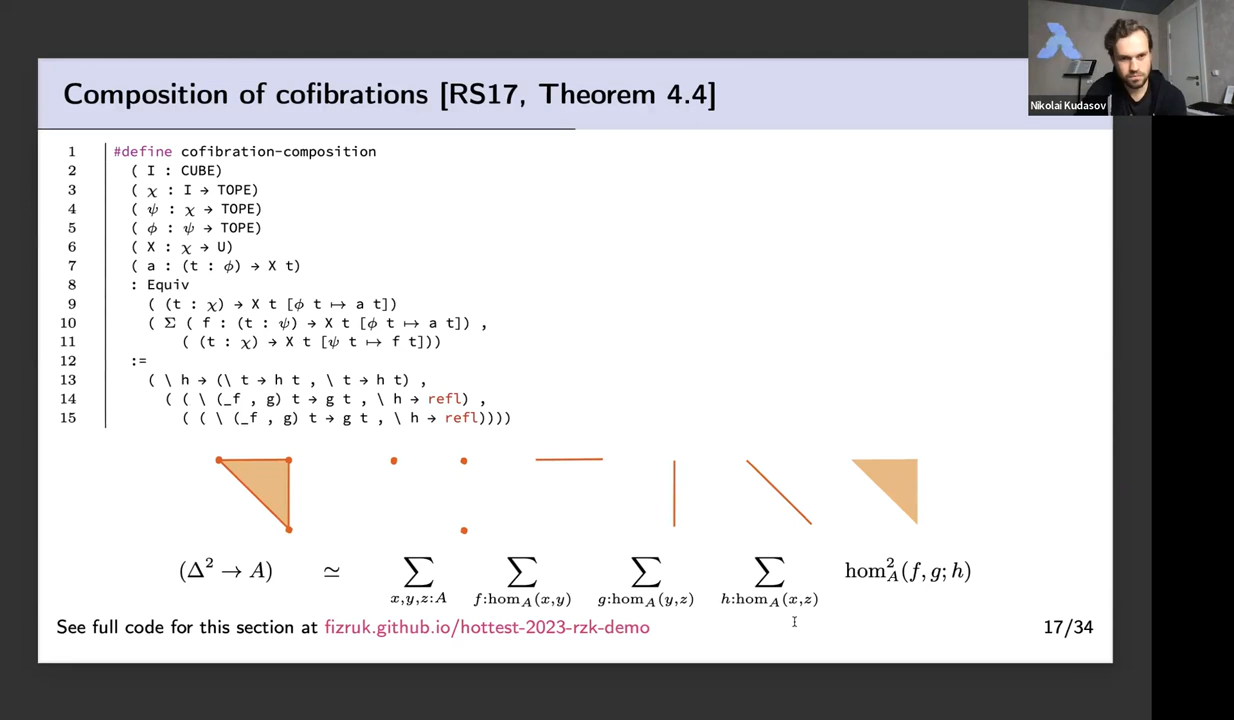 Composition of cofibrations [RS17, Theorem 4.4]
Nikolai Kudasov
1 #define cofibration-composition
2 ( I : CUBE)
3 ( χ : I → TOPE)
4 ( ψ : χ → TOPE)
5 ( ϕ : ψ → TOPE)
6 ( X : χ → U)
7 ( a : (t : ϕ) → X t)
8 : Equiv
9 ( (t : χ) → X t [ϕ t ↦ a t])
10 ( Σ ( f : (t : ψ) → X t [ϕ t ↦ a t]) ,
11 ( (t : χ) → X t [ψ t ↦ f t]))
12 :=
13 ( \ h → (\ t → h t , \ t → h t) ,
14 ( ( \ (_f , g) t → g t , \ h → refl) ,
15 ( ( \ (_f , g) t → g t , \ h → refl))))
(Δ² → A) ≃ ∑ ∑ ∑ ∑ hom²_A(f, g; h)
x,y,z:A f:hom_A(x,y) g:hom_A(y,z) h:hom_A(x,z)
See full code for this section at fizruk.github.io/hottest-2023-rzk-demo 17/34